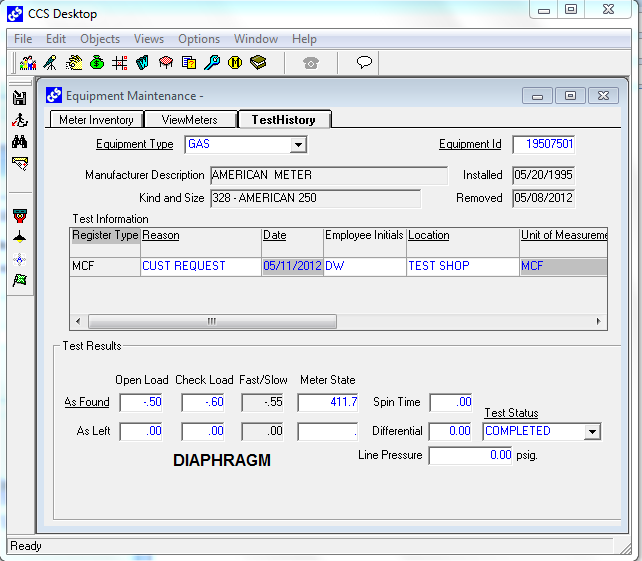 CCS Desktop
File Edit Objects Views Options Window Help
Equipment Maintenance -
Meter Inventory ViewMeters TestHistory
Equipment Type GAS Equipment Id 19507501
Manufacturer Description AMERICAN METER Installed 05/20/1995
Kind and Size 328 - AMERICAN 250 Removed 05/08/2012
Test Information
Register Type Reason Date Employee Initials Location Unit of Measureme
MCF CUST REQUEST 05/11/2012 DW TEST SHOP MCF
Test Results
Open Load Check Load Fast/Slow Meter State
As Found -.50 -.60 -.55 411.7 Spin Time .00
Test Status
As Left .00 .00 .00 . Differential 0.00 COMPLETED
DIAPHRAGM Line Pressure 0.00 psig.
Ready